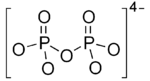 O O 4-
O P P O
O O O